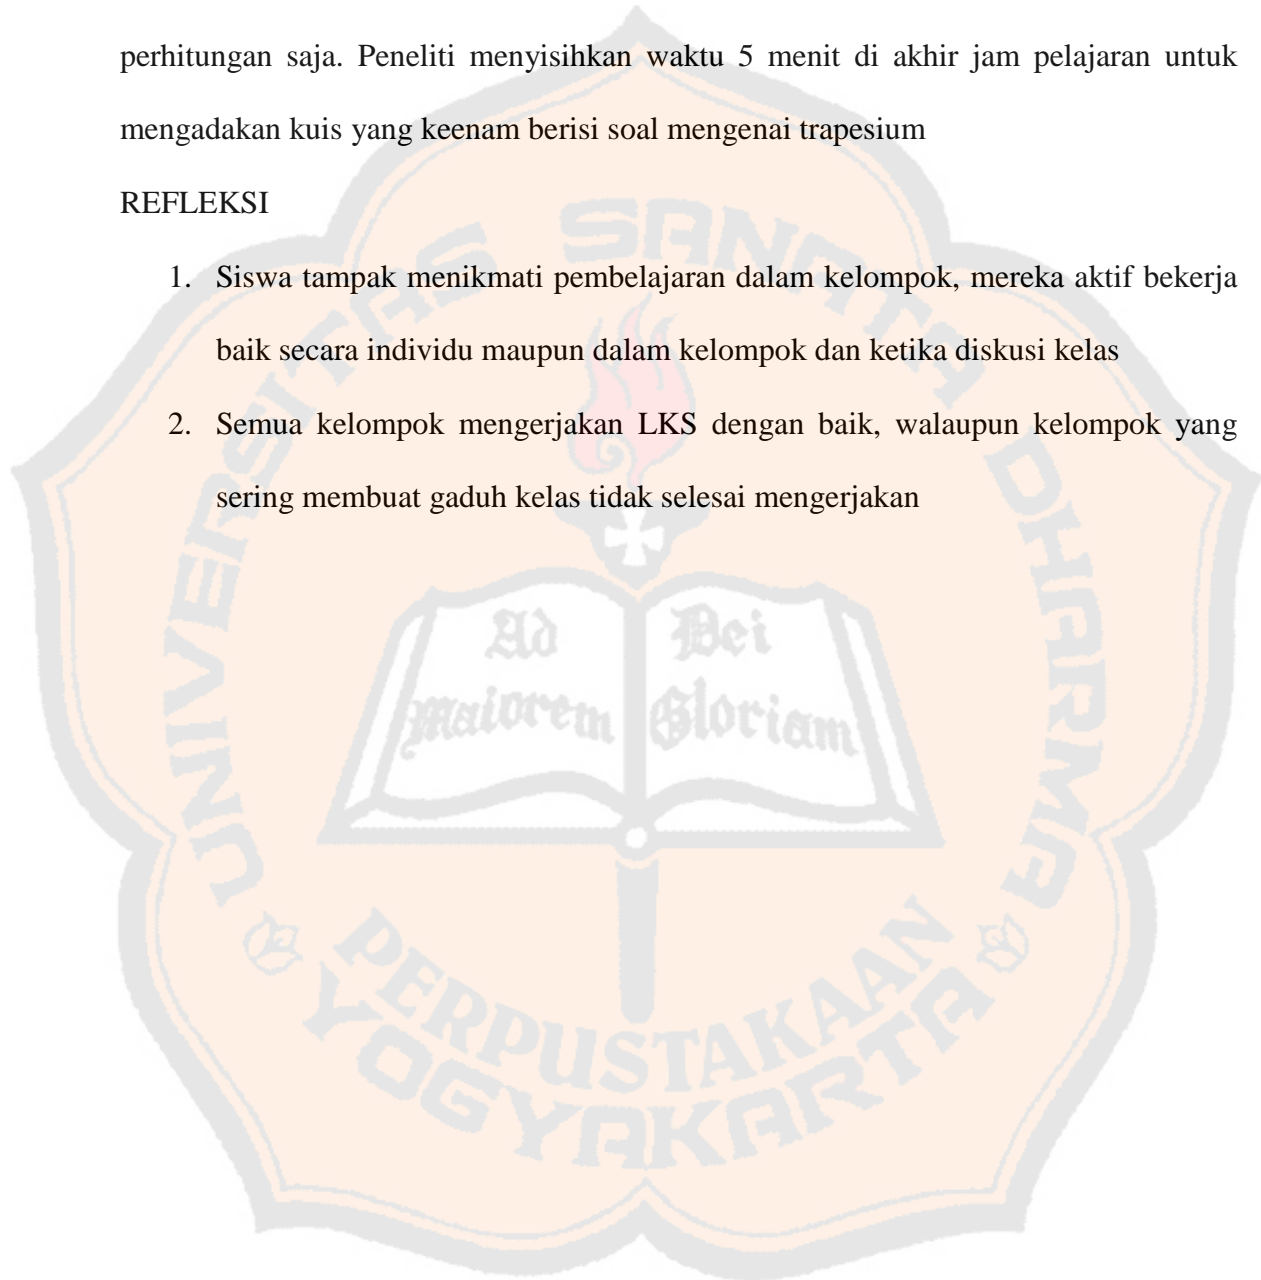 perhitungan saja. Peneliti menyisihkan waktu 5 menit di akhir jam pelajaran untuk
mengadakan kuis yang keenam berisi soal mengenai trapesium
REFLEKSI
1. Siswa tampak menikmati pembelajaran dalam kelompok, mereka aktif bekerja
baik secara individu maupun dalam kelompok dan ketika diskusi kelas
2. Semua kelompok mengerjakan LKS dengan baik, walaupun kelompok yang
sering membuat gaduh kelas tidak selesai mengerjakan
UNIVERSITAS SANATA DHARMA
Ad Dei
maiorem Gloriam
PERPUSTAKAAN
YOGYAKARTA